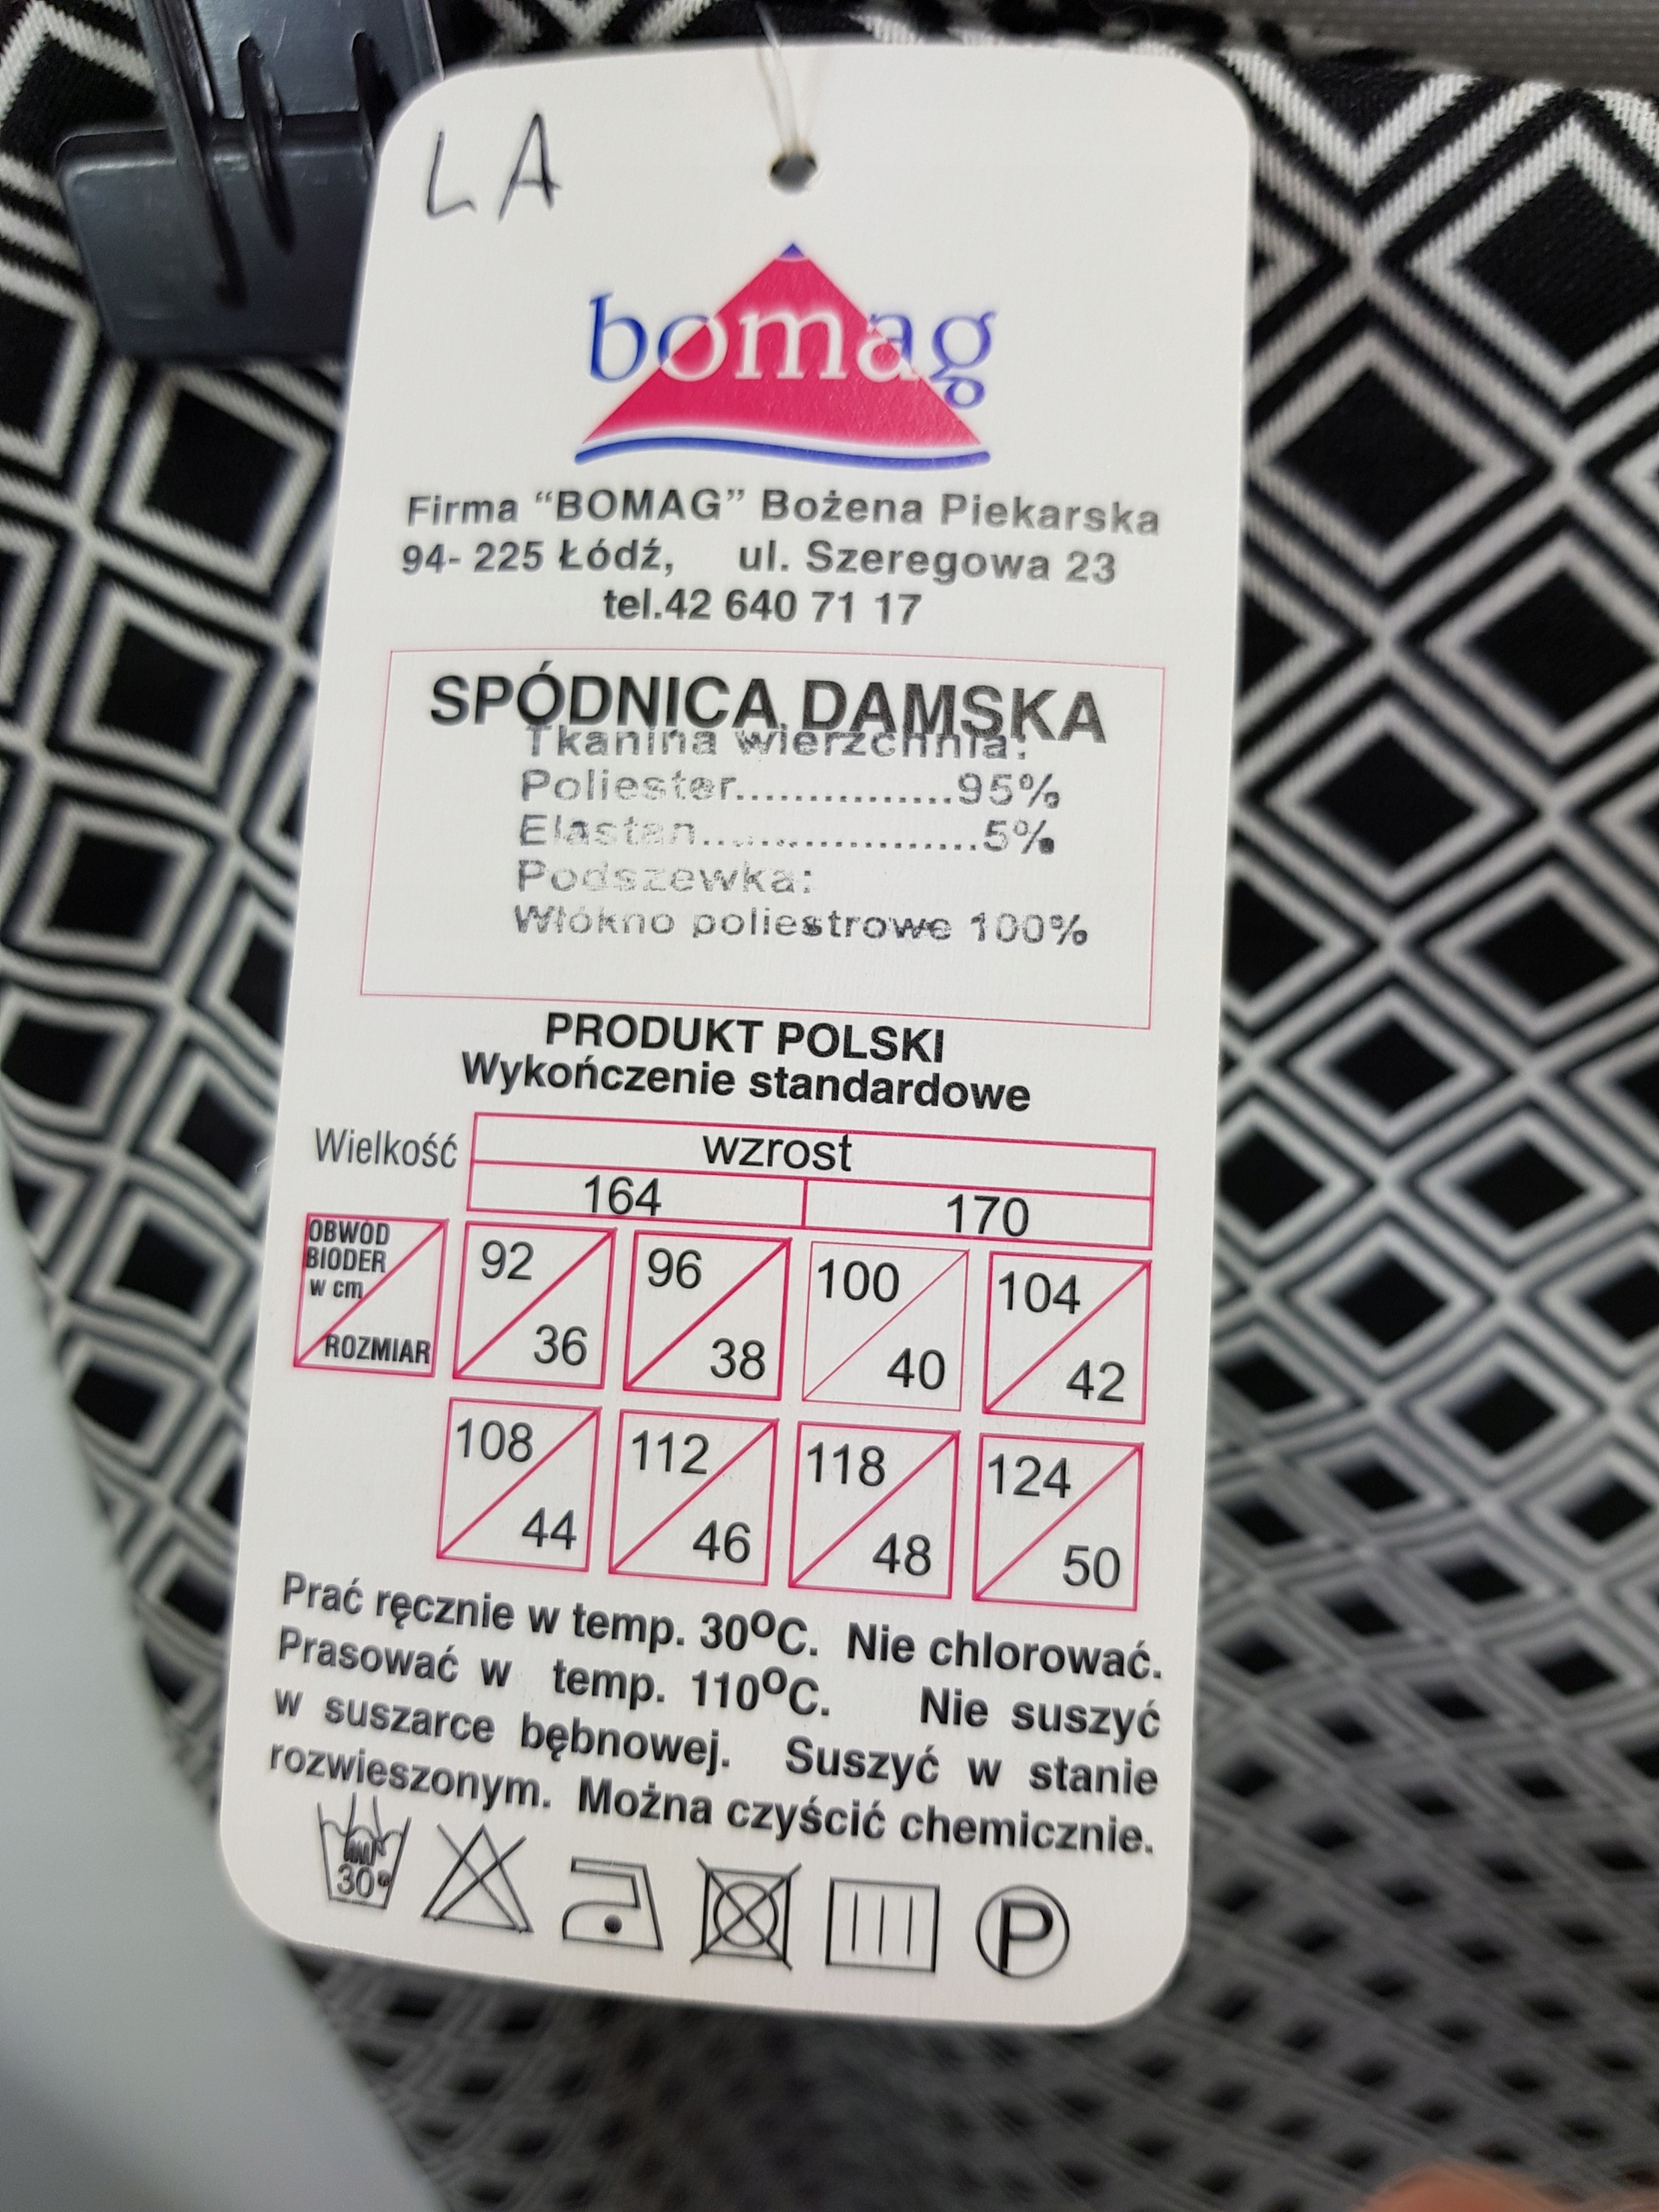 LA
bomag
Firma “BOMAG” Bożena Piekarska
94- 225 Łódź, ul. Szeregowa 23
tel.42 640 71 17
SPÓDNICA DAMSKA
Tkanina wierzchnia:
Poliester...............95%
Elastan...................5%
Podszewka:
Włókno poliestrowe 100%
PRODUKT POLSKI
Wykończenie standardowe
Wielkość wzrost
164 170
OBWÓD
BIODER
w cm
ROZMIAR
92 96 100 104
36 38 40 42
108 112 118 124
44 46 48 50
Prać ręcznie w temp. 30ºC. Nie chlorować.
Prasować w temp. 110ºC. Nie suszyć
w suszarce bębnowej. Suszyć w stanie
rozwieszonym. Można czyścić chemicznie.
30° P